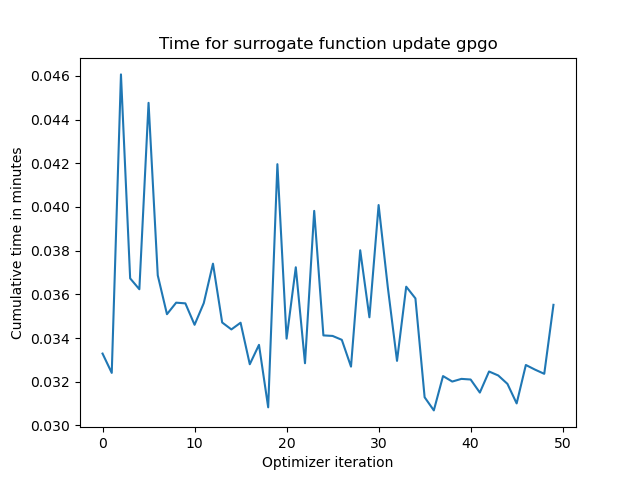 Time for surrogate function update gpgo
Cumulative time in minutes
0.046
0.044
0.042
0.040
0.038
0.036
0.034
0.032
0.030
0 10 20 30 40 50
Optimizer iteration